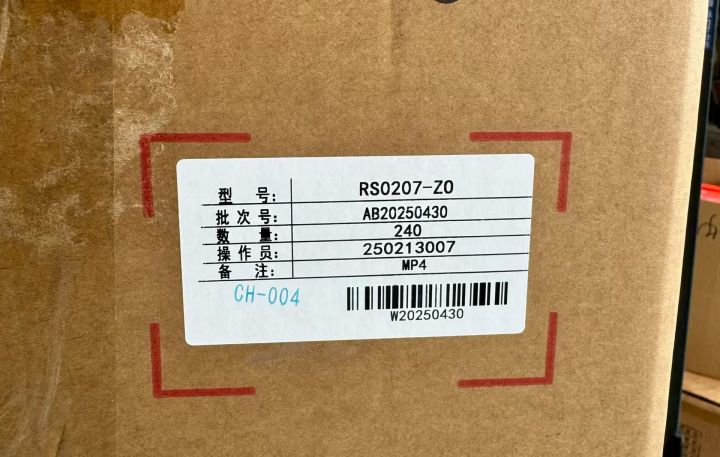 型 号: RS0207-Z0
批次号: AB20250430
数 量: 240
操作员: 250213007
备 注: MP4
CH-004
W20250430